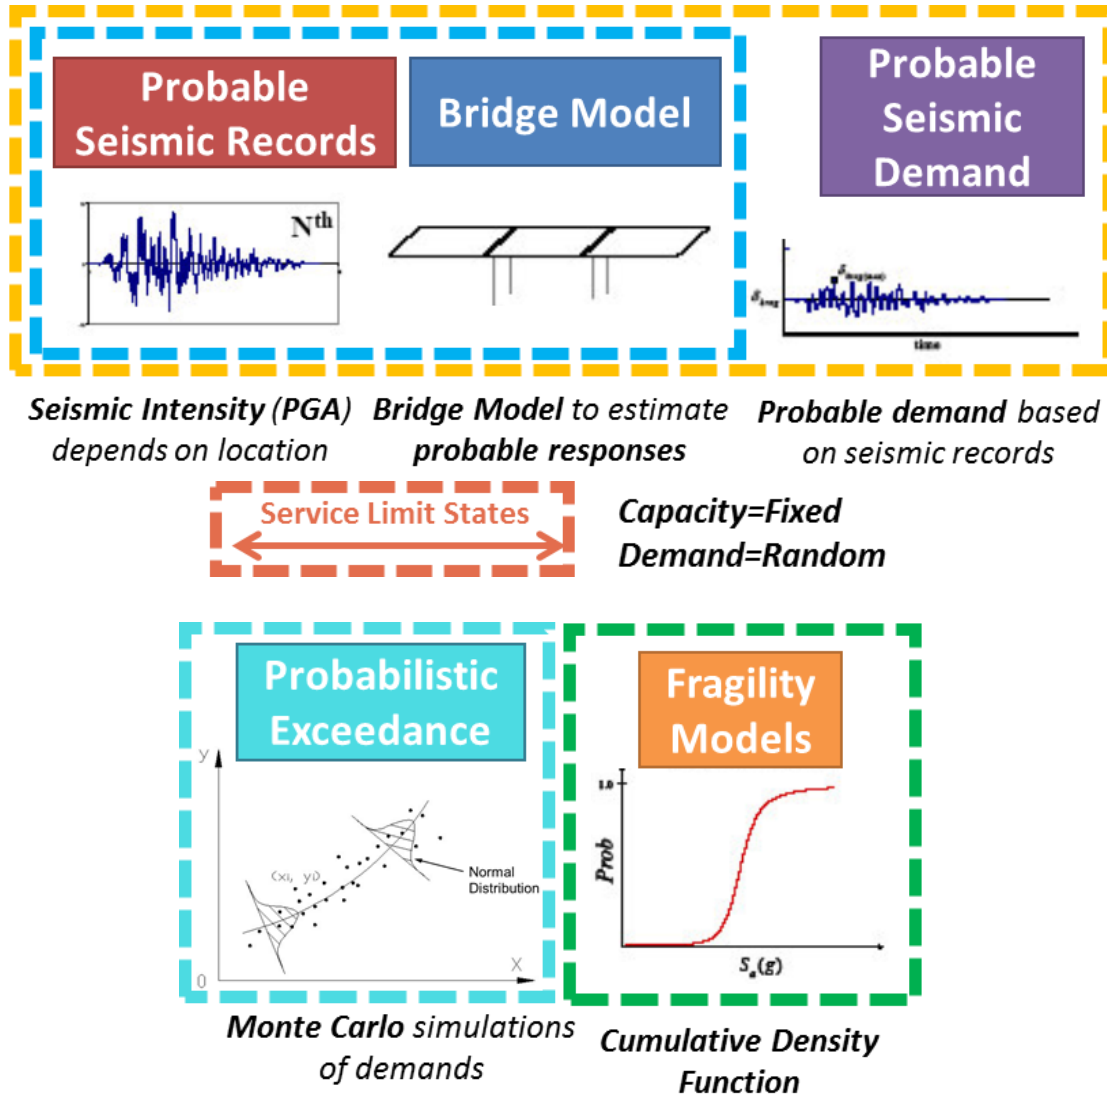 Probable
Seismic Records
Bridge Model
Probable
Seismic
Demand
Nth
time
Seismic Intensity (PGA)
depends on location
Bridge Model to estimate
probable responses
Probable demand based
on seismic records
Service Limit States
Capacity=Fixed
Demand=Random
Probabilistic
Exceedance
y
(xi, yi)
Normal
Distribution
0
X
Fragility
Models
1.0
Prob
Sa(g)
Monte Carlo simulations
of demands
Cumulative Density
Function